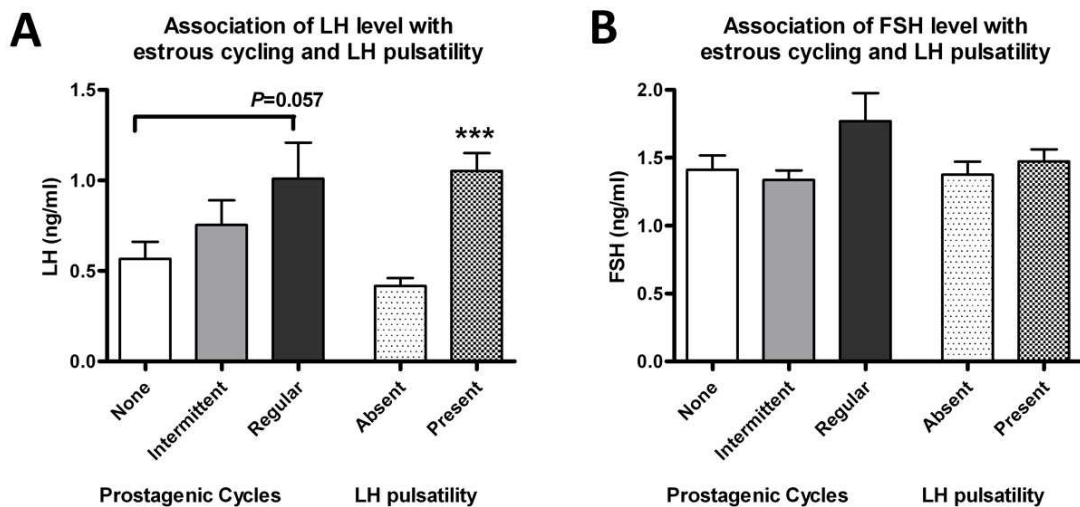 A
Association of LH level with
estrous cycling and LH pulsatility
1.5
1.0
0.5
0.0
LH (ng/ml)
P=0.057
***
None
Intermittent
Regular
Absent
Present
Prostagenic Cycles
LH pulsatility
B
Association of FSH level with
estrous cycling and LH pulsatility
2.0
1.5
1.0
0.5
0.0
FSH (ng/ml)
None
Intermittent
Regular
Absent
Present
Prostagenic Cycles
LH pulsatility